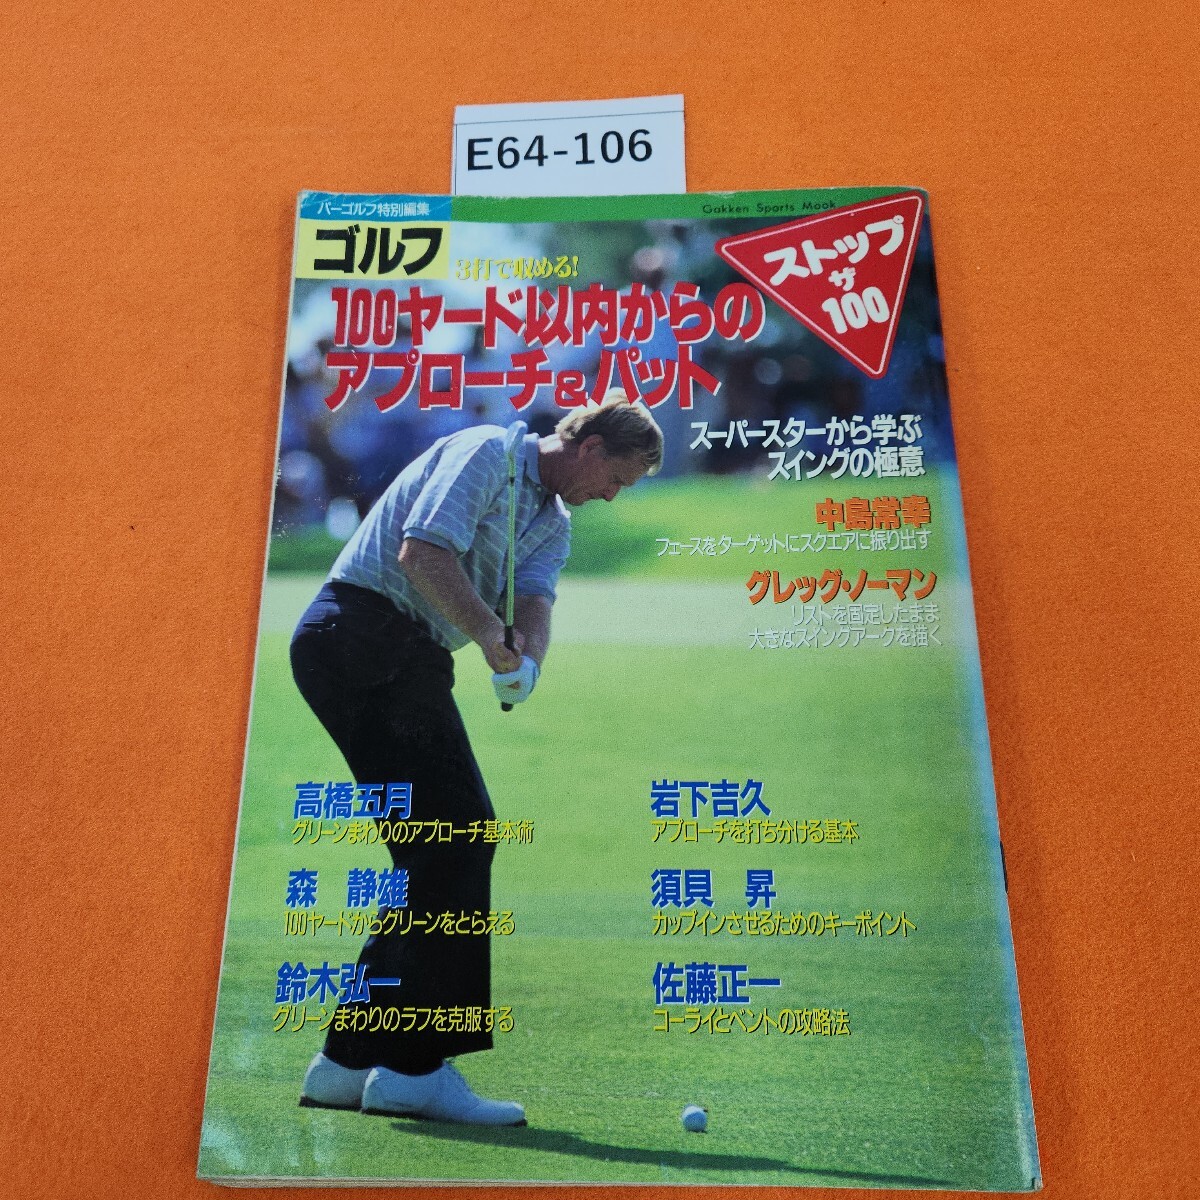 E64-106
パーゴルフ特別編集
Gakken Sports Mook
ゴルフ
3打で収める!
100ヤード以内からの
アプローチ&パット
ストップ
ザ
100
スーパースターから学ぶ
スイングの極意
中島常幸
フェースをターゲットにスクエアに振り出す
グレッグ・ノーマン
リストを固定したまま
大きなスイングアークを描く
高橋五月
グリーンまわりのアプローチ基本術
岩下吉久
アプローチを打ち分ける基本
森 静雄
100ヤードからグリーンをとらえる
須貝 昇
カップインさせるためのキーポイント
鈴木弘一
グリーンまわりのラフを克服する
佐藤正一
コーライとベントの攻略法